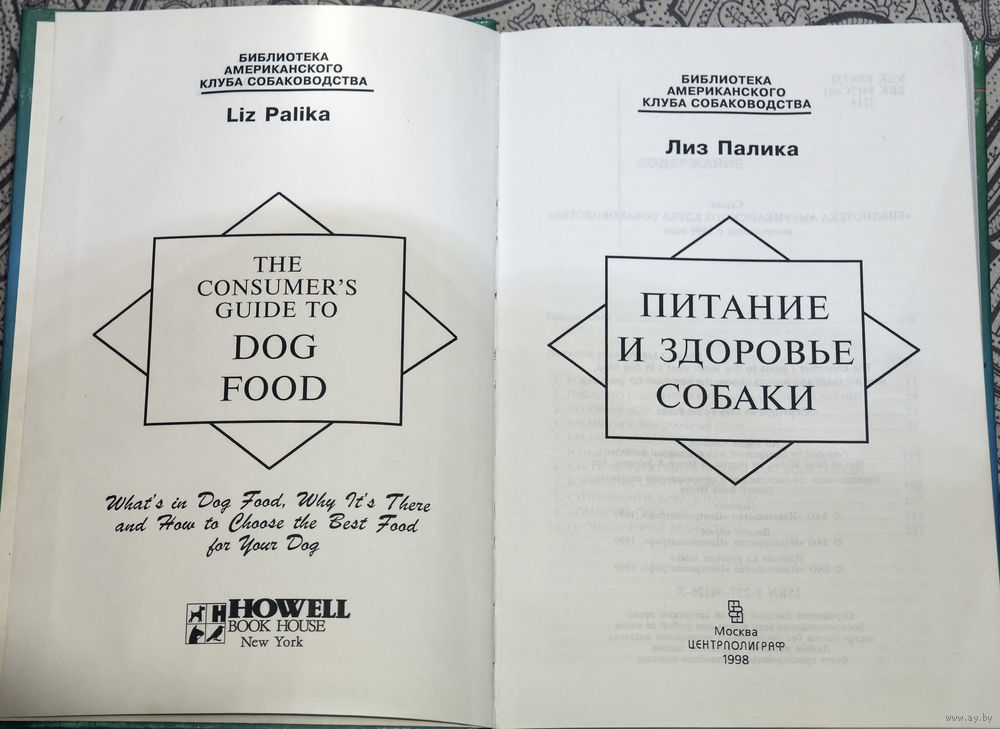 БИБЛИОТЕКА
АМЕРИКАНСКОГО
КЛУБА СОБАКОВОДСТВА
Liz Palika
THE
CONSUMER'S
GUIDE TO
DOG
FOOD
What's in Dog Food, Why It's There
and How to Choose the Best Food
for Your Dog
HOWELL
BOOK HOUSE
New York
БИБЛИОТЕКА
АМЕРИКАНСКОГО
КЛУБА СОБАКОВОДСТВА
Лиз Палика
ПИТАНИЕ
И ЗДОРОВЬЕ
СОБАКИ
Москва
ЦЕНТРПОЛИГРАФ
1998
www.ay.by